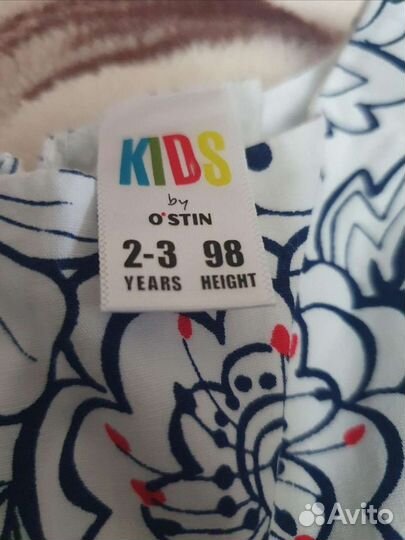 KIDS
by
O'STIN
2-3 98
YEARS HEIGHT
Avito